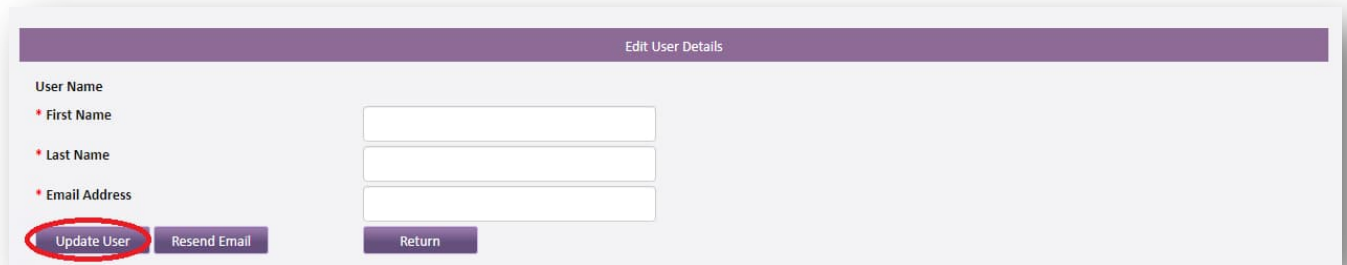 Edit User Details
User Name
* First Name
* Last Name
* Email Address
Update User Resend Email Return